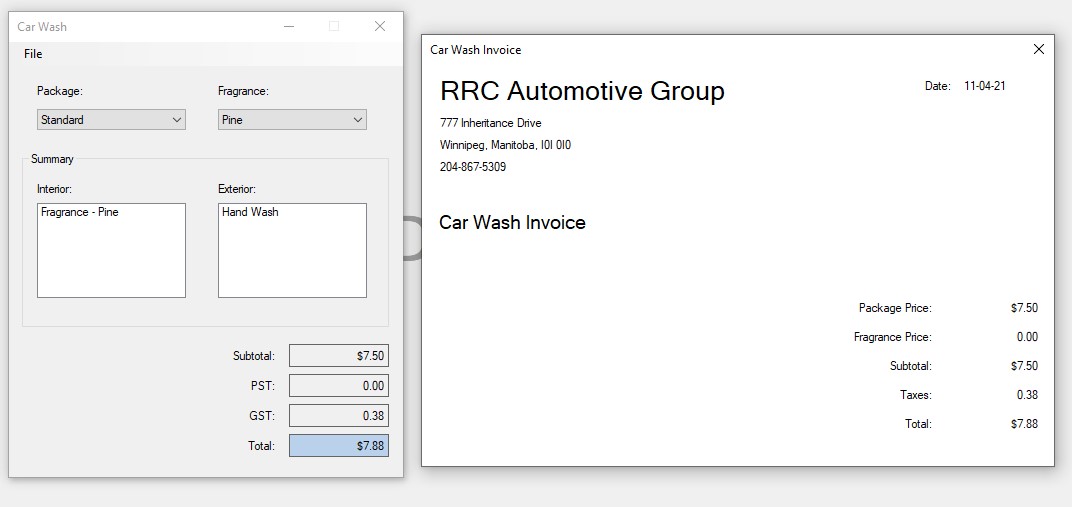 Car Wash
File
Package: Fragrance:
Standard Pine
Summary
Interior: Exterior:
Fragrance - Pine Hand Wash
Subtotal: $7.50
PST: 0.00
GST: 0.38
Total: $7.88
Car Wash Invoice
RRC Automotive Group
Date: 11-04-21
777 Inheritance Drive
Winnipeg, Manitoba, I0I 0I0
204-867-5309
Car Wash Invoice
Package Price: $7.50
Fragrance Price: 0.00
Subtotal: $7.50
Taxes: 0.38
Total: $7.88